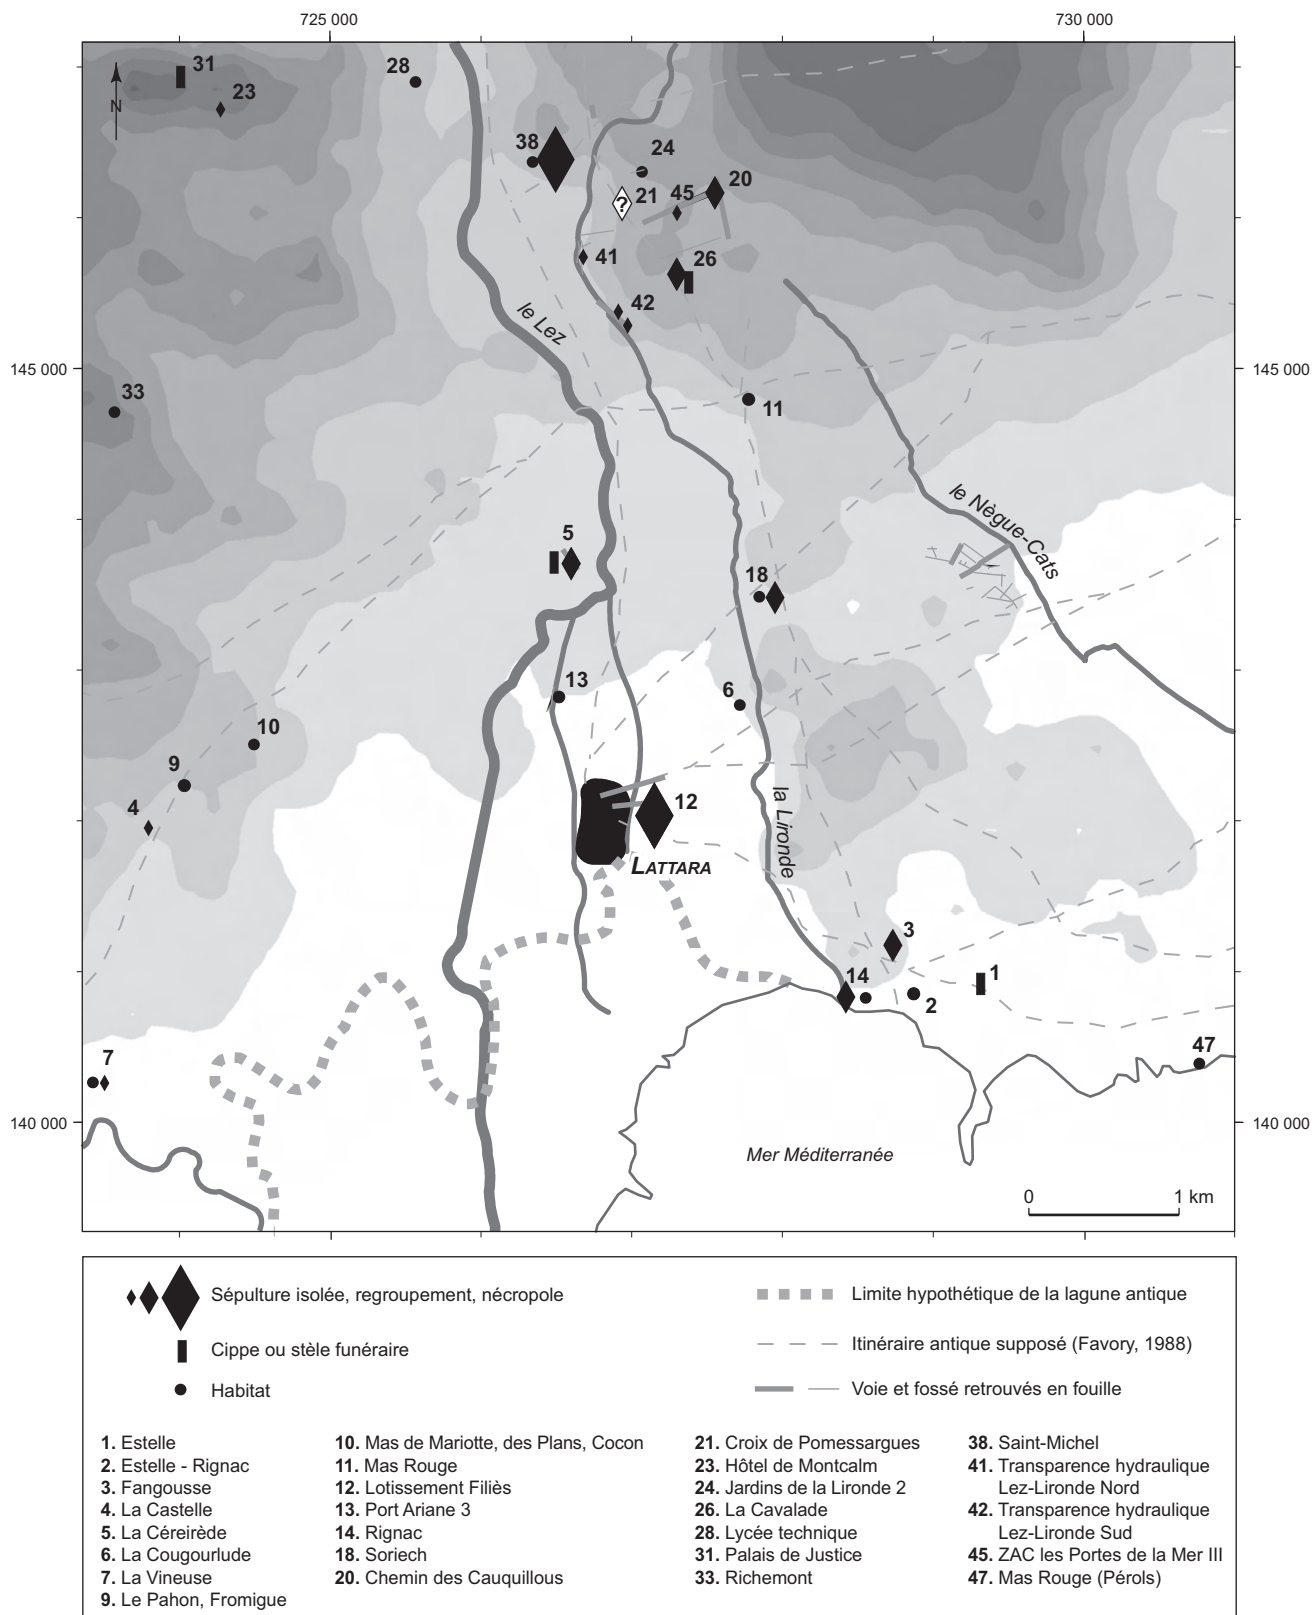 725 000
730 000
31
28
23
N
38
24
20
21
45
?
41
26
42
le Lez
145 000
145 000
33
11
le Nègue-Cats
5
18
13
6
10
9
4
12
la Lironde
LATTARA
3
14
1
2
7
47
140 000
140 000
Mer Méditerranée
0 1 km
Sépulture isolée, regroupement, nécropole
Cippe ou stèle funéraire
Habitat
Limite hypothétique de la lagune antique
Itinéraire antique supposé (Favory, 1988)
Voie et fossé retrouvés en fouille
1. Estelle
2. Estelle - Rignac
3. Fangousse
4. La Castelle
5. La Céreirède
6. La Cougourlude
7. La Vineuse
9. Le Pahon, Fromigue
10. Mas de Mariotte, des Plans, Cocon
11. Mas Rouge
12. Lotissement Filiès
13. Port Ariane 3
14. Rignac
18. Soriech
20. Chemin des Cauquillous
21. Croix de Pomessargues
23. Hôtel de Montcalm
24. Jardins de la Lironde 2
26. La Cavalade
28. Lycée technique
31. Palais de Justice
33. Richemont
38. Saint-Michel
41. Transparence hydraulique
Lez-Lironde Nord
42. Transparence hydraulique
Lez-Lironde Sud
45. ZAC les Portes de la Mer III
47. Mas Rouge (Pérols)